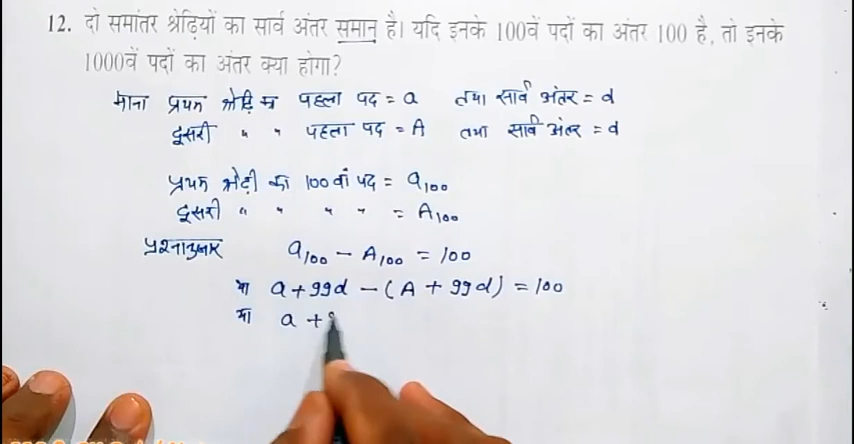 12. दो समांतर श्रेढ़ियों का सार्व अंतर समान है। यदि इनके 100वें पदों का अंतर 100 है, तो इनके
1000वें पदों का अंतर क्या होगा?
माना प्रथम श्रेढ़ि म पहला पद = a तथा सार्व अंतर = d
दूसरी " " पहला पद = A तथा सार्व अंतर = d
प्रथम श्रेढ़ी का 100वां पद = a₁₀₀
दूसरी " " " " = A₁₀₀
प्रश्नानुसार a₁₀₀ - A₁₀₀ = 100
या a + 99d - (A + 99d) = 100
या a +